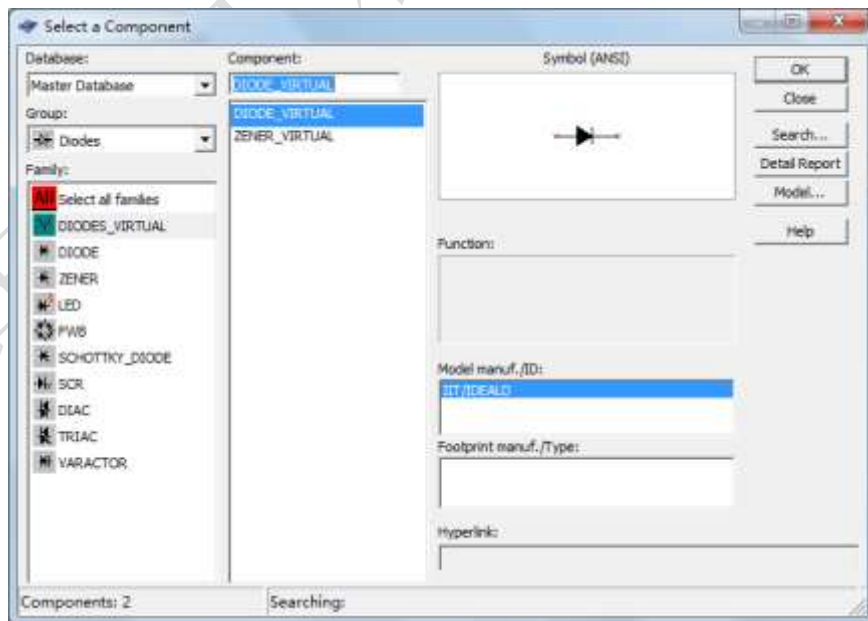 Select a Component
Database:
Master Database
Group:
Diodes
Family:
All Select all families
DIODES_VIRTUAL
DIODE
ZENER
LED
FWB
SCHOTTKY_DIODE
SCR
DIAC
TRIAC
VARACTOR
Component:
DIODE_VIRTUAL
DIODE_VIRTUAL
ZENER_VIRTUAL
Symbol (ANSI)
Function:
Model manuf./ID:
IIT/IDEALD
Footprint manuf./Type:
Hyperlink:
OK
Close
Search...
Detail Report
Model...
Help
Components: 2
Searching: